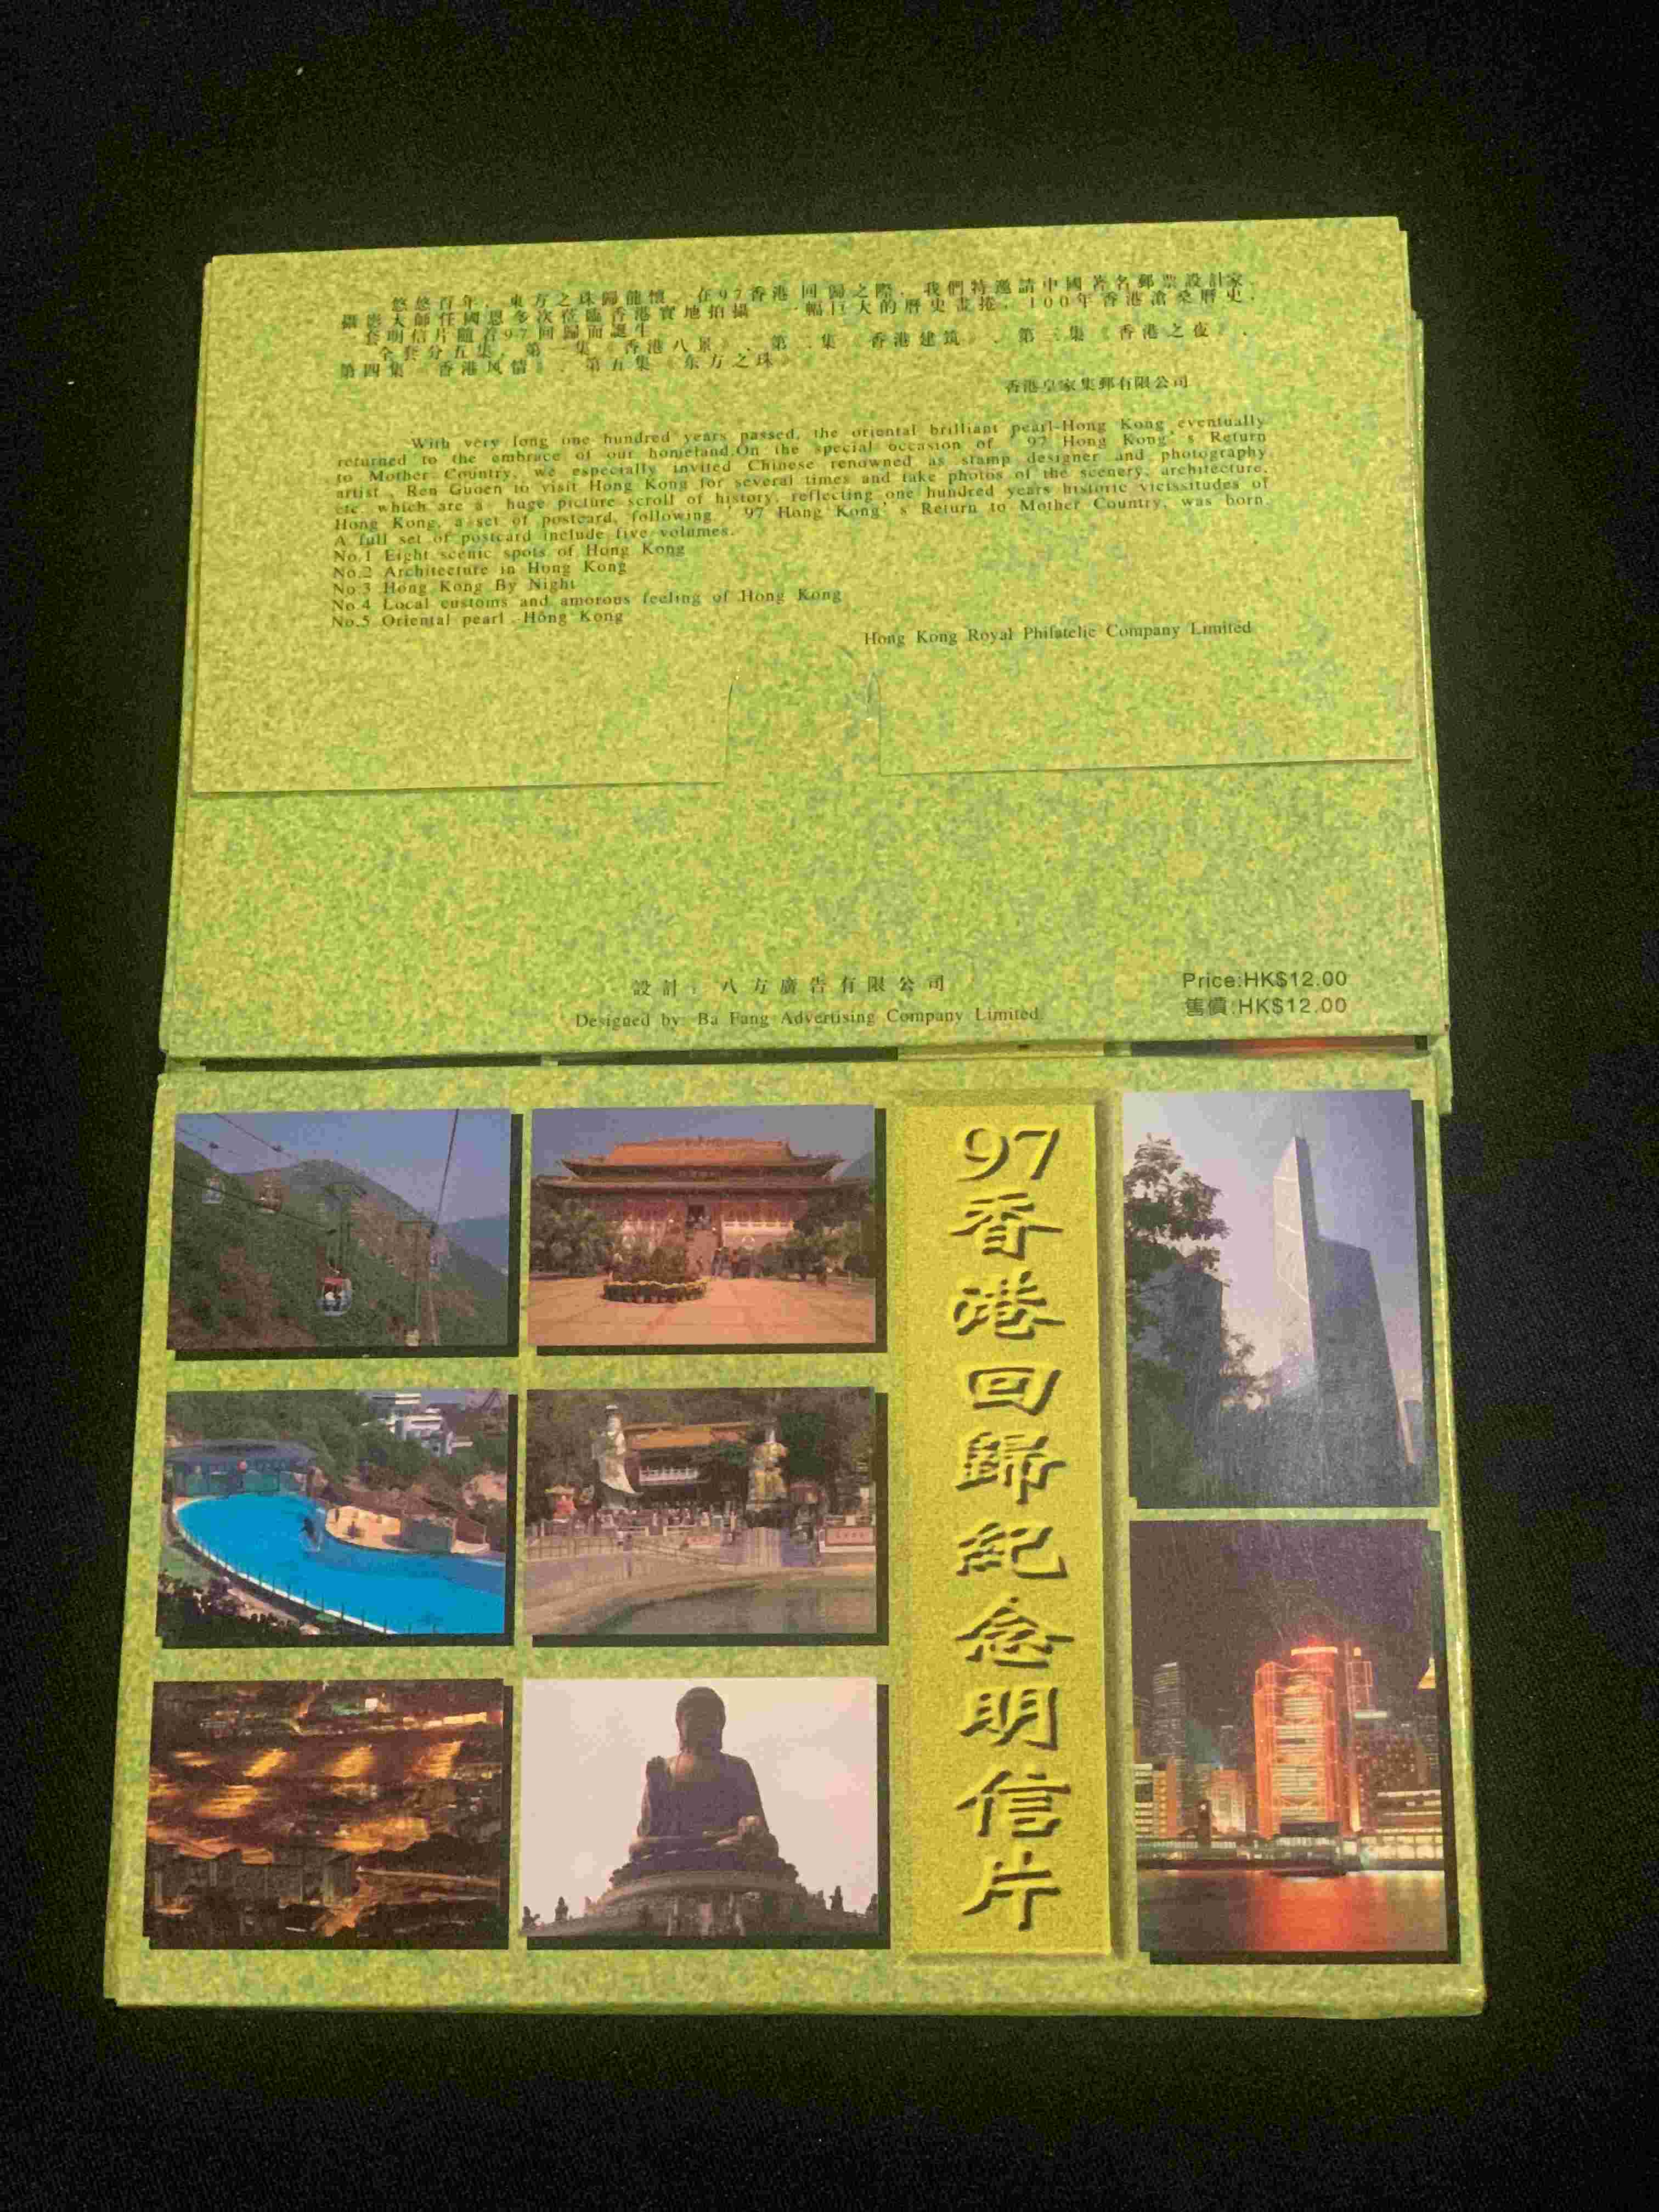 悠悠百年，東方之珠歸龍懷。在97香港回歸之際，我們特邀請中國著名郵票設計家、
攝影大師任國恩多次莅臨香港實地拍攝 一幅巨大的曆史畫捲，100年香港滄桑曆史，
套明信片隨着97回歸而誕生
全套分五集，第一集《香港八景》、第二集《香港建筑》、第三集《香港之夜》、
第四集《香港风情》、第五集《东方之珠》
香港皇家集郵有限公司
With very long one hundred years passed, the oriental brilliant pearl-Hong Kong eventually
returned to the embrace of our homeland.On the special occasion of ' 97 Hong Kong' s Return
to Mother Country, we especially invited Chinese renowned as stamp designer and photography
artist , Ren Guoen to visit Hong Kong for several times and take photos of the scenery, architecture,
etc. which are a huge picture scroll of history, reflecting one hundred years historic vicissitudes of
Hong Kong, a set of postcard, following ' 97 Hong Kong' s Return to Mother Country, was born.
A full set of postcard include five volumes.
No.1 Eight scenic spots of Hong Kong
No.2 Architecture in Hong Kong
No.3 Hong Kong By Night
No.4 Local customs and amorous feeling of Hong Kong
No.5 Oriental pearl -Hong Kong
Hong Kong Royal Philatelic Company Limited
設計：八方廣告有限公司
Designed by: Ba Fang Advertising Company Limited.
Price:HK$12.00
售價:HK$12.00
97香港回歸紀念明信片